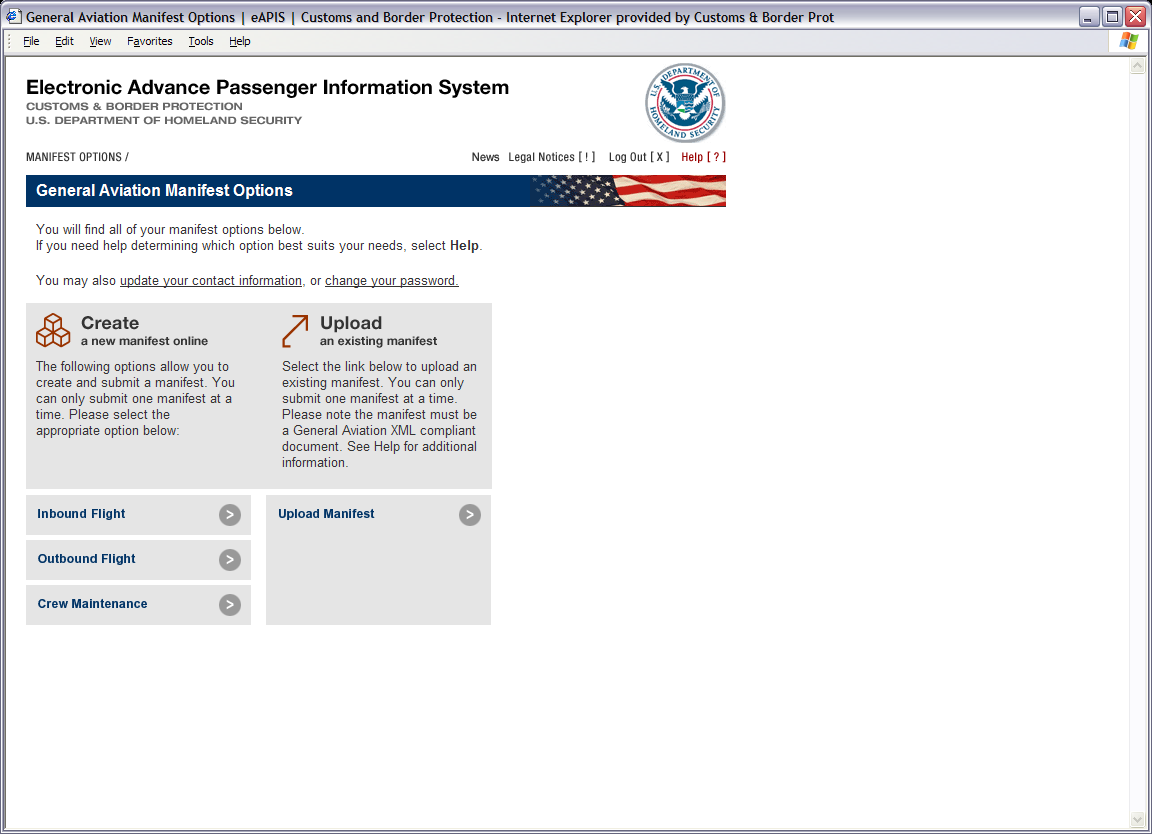 General Aviation Manifest Options | eAPIS | Customs and Border Protection - Internet Explorer provided by Customs & Border Prot
File Edit View Favorites Tools Help
Electronic Advance Passenger Information System
CUSTOMS & BORDER PROTECTION
U.S. DEPARTMENT OF HOMELAND SECURITY
U.S. DEPARTMENT OF HOMELAND SECURITY
MANIFEST OPTIONS /
News Legal Notices [ ! ] Log Out [ X ] Help [ ? ]
General Aviation Manifest Options
You will find all of your manifest options below.
If you need help determining which option best suits your needs, select Help.
You may also update your contact information, or change your password.
Create
a new manifest online
The following options allow you to
create and submit a manifest. You
can only submit one manifest at a
time. Please select the
appropriate option below:
Upload
an existing manifest
Select the link below to upload an
existing manifest. You can only
submit one manifest at a time.
Please note the manifest must be
a General Aviation XML compliant
document. See Help for additional
information.
Inbound Flight >
Outbound Flight >
Crew Maintenance >
Upload Manifest >